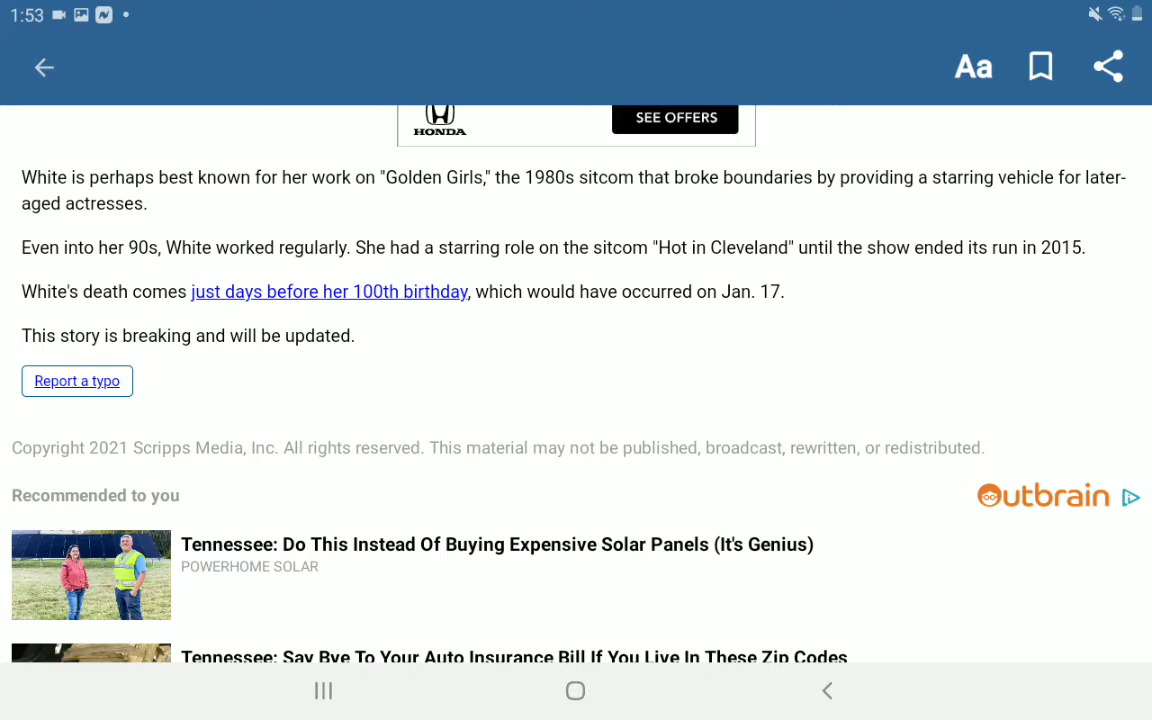 1:53
Aa
HONDA
SEE OFFERS
White is perhaps best known for her work on "Golden Girls," the 1980s sitcom that broke boundaries by providing a starring vehicle for later-
aged actresses.
Even into her 90s, White worked regularly. She had a starring role on the sitcom "Hot in Cleveland" until the show ended its run in 2015.
White's death comes just days before her 100th birthday, which would have occurred on Jan. 17.
This story is breaking and will be updated.
Report a typo
Copyright 2021 Scripps Media, Inc. All rights reserved. This material may not be published, broadcast, rewritten, or redistributed.
Recommended to you
Outbrain
Tennessee: Do This Instead Of Buying Expensive Solar Panels (It's Genius)
POWERHOME SOLAR
Tennessee: Say Bye To Your Auto Insurance Bill If You Live In These Zip Codes